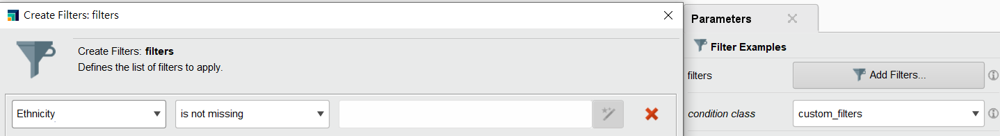 Create Filters: filters
Create Filters: filters
Defines the list of filters to apply.
Ethnicity
is not missing
Parameters
Filter Examples
filters
Add Filters...
condition class
custom_filters